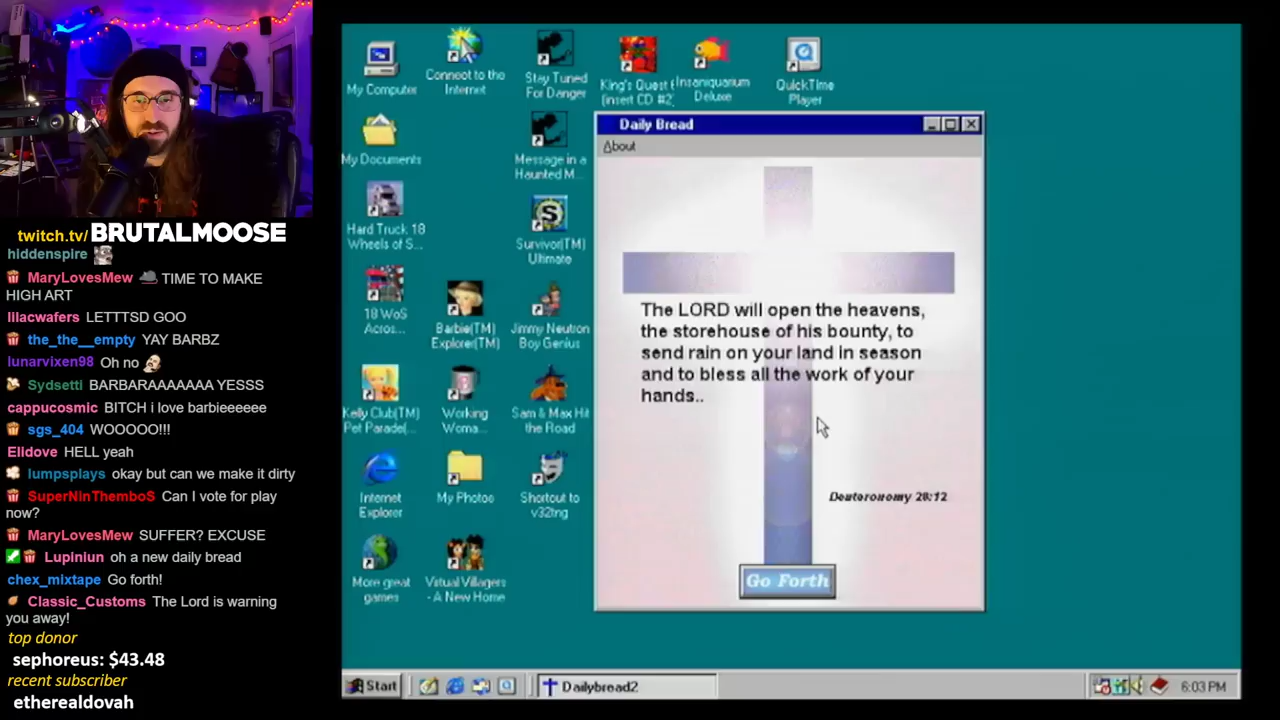 twitch.tv/BRUTALMOOSE
hiddenspire
MaryLovesMew TIME TO MAKE
HIGH ART
lilacwafers LETTTSD GOO
the_the__empty YAY BARBZ
lunarvixen98 Oh no
Sydsetti BARBARAAAAAAA YESSS
cappucosmic BITCH i love barbieeeeee
sgs_404 WOOOOO!!!
Elidove HELL yeah
lumpsplays okay but can we make it dirty
SuperNinThemboS Can I vote for play
now?
MaryLovesMew SUFFER? EXCUSE
Lupiniun oh a new daily bread
chex_mixtape Go forth!
Classic_Customs The Lord is warning
you away!
top donor
sephoreus: $43.48
recent subscriber
etherealdovah
My Computer
Connect to the
Internet
Stay Tuned
For Danger
King's Quest
(insert CD #2)
Insaniquarium
Deluxe
QuickTime
Player
My Documents
Message in a
Haunted M...
Hard Truck 18
Wheels of S...
Survivor(TM)
Ultimate
18 WoS
Acros...
Barbie(TM)
Explorer(TM)
Jimmy Neutron
Boy Genius
Kelly Club(TM)
Pet Parade(...
Working
Woma...
Sam & Max Hit
the Road
Internet
Explorer
My Photos
Shortcut to
More great
games
Virtual Villagers
- A New Home
Daily Bread
About
The LORD will open the heavens,
the storehouse of his bounty, to
send rain on your land in season
and to bless all the work of your
hands..
Deuteronomy 28:12
Go Forth
Start
Dailybread2
6:03 PM